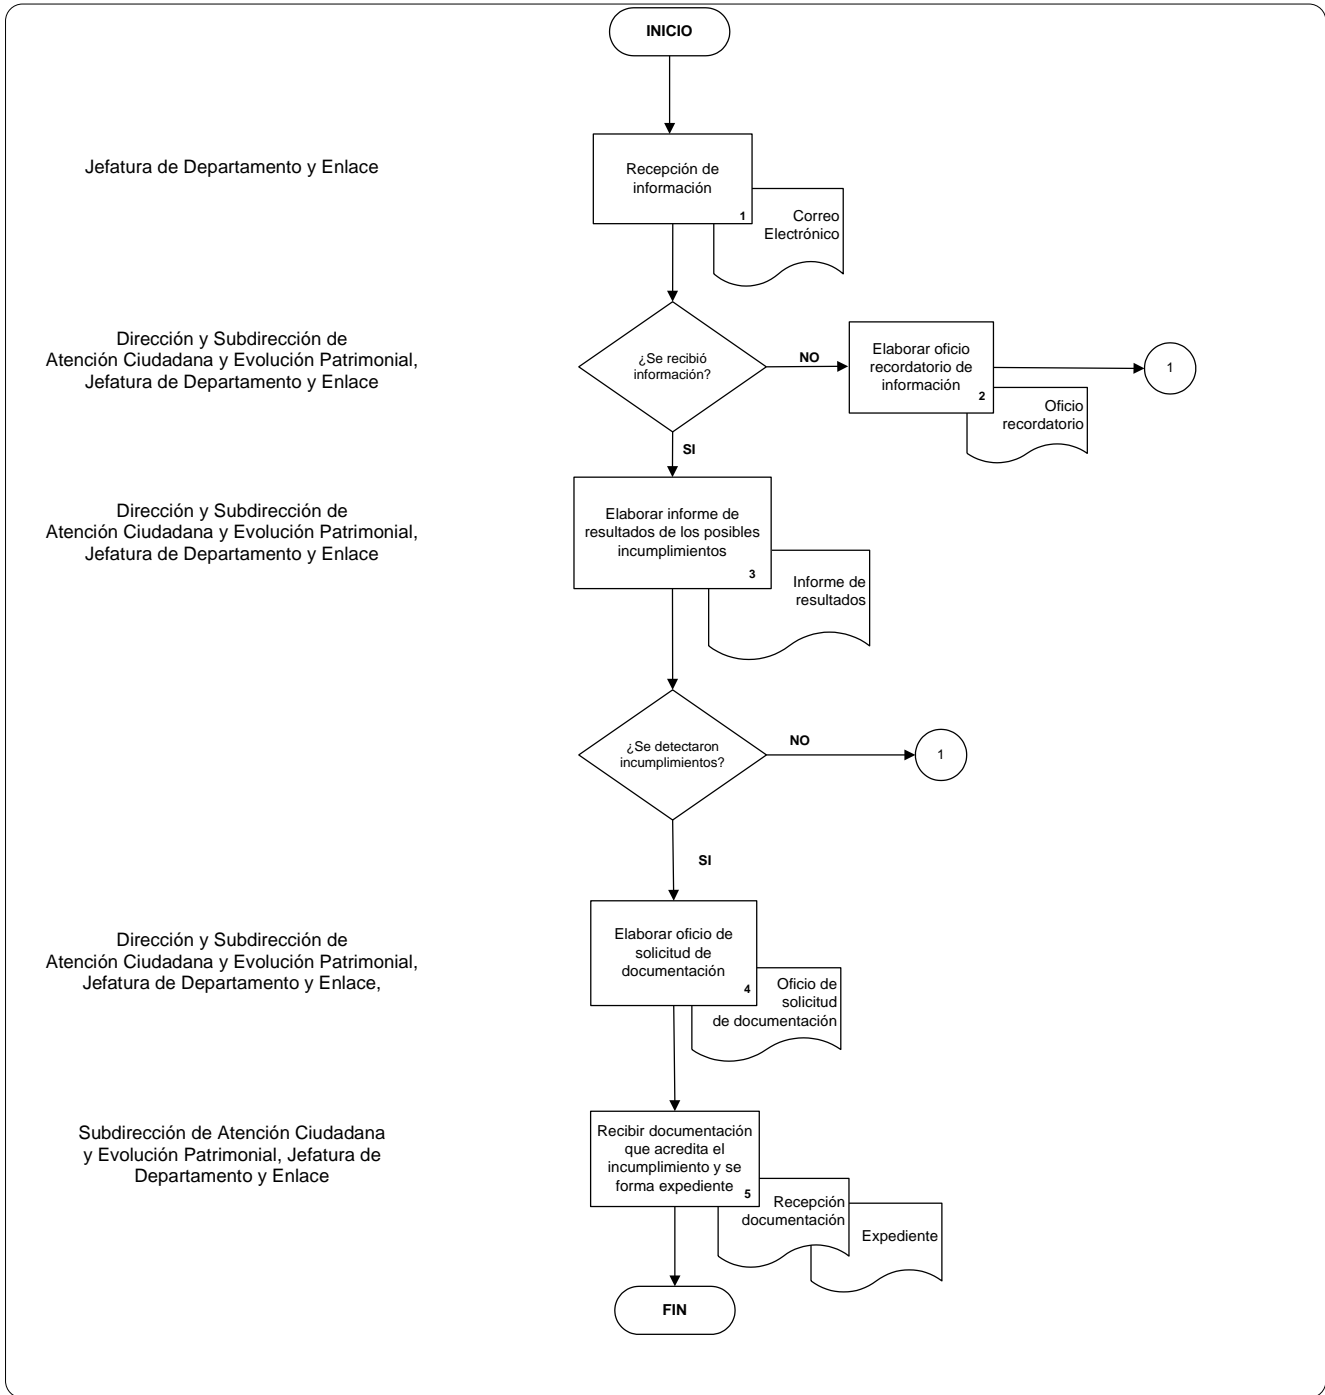 INICIO
Jefatura de Departamento y Enlace
Recepción de
información
1
Correo
Electrónico
Dirección y Subdirección de
Atención Ciudadana y Evolución Patrimonial,
Jefatura de Departamento y Enlace
¿Se recibió
información?
NO
Elaborar oficio
recordatorio de
información
2
Oficio
recordatorio
1
SI
Dirección y Subdirección de
Atención Ciudadana y Evolución Patrimonial,
Jefatura de Departamento y Enlace
Elaborar informe de
resultados de los posibles
incumplimientos
3
Informe de
resultados
¿Se detectaron
incumplimientos?
NO
1
SI
Dirección y Subdirección de
Atención Ciudadana y Evolución Patrimonial,
Jefatura de Departamento y Enlace,
Elaborar oficio de
solicitud de
documentación
4
Oficio de
solicitud
de documentación
Subdirección de Atención Ciudadana
y Evolución Patrimonial, Jefatura de
Departamento y Enlace
Recibir documentación
que acredita el
incumplimiento y se
forma expediente
5
Recepción
documentación
Expediente
FIN